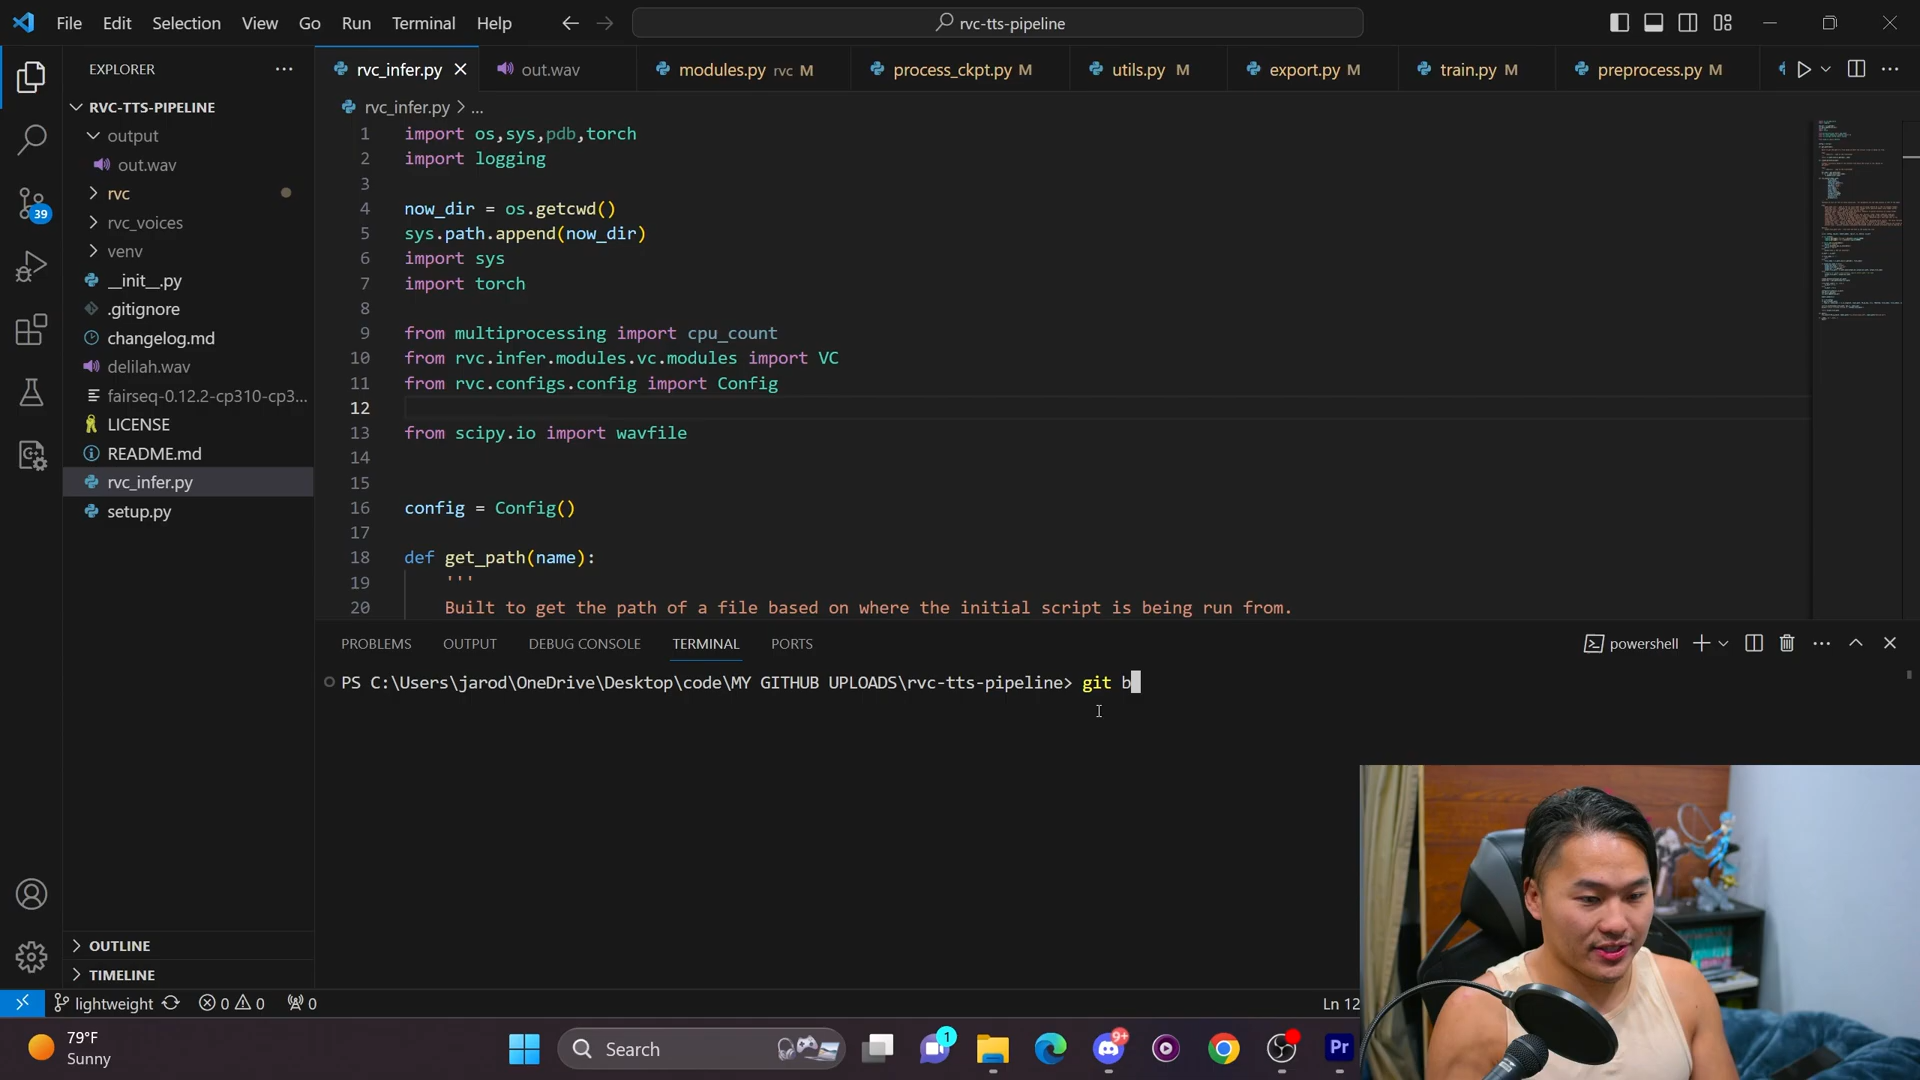 File Edit Selection View Go Run Terminal Help
rvc-tts-pipeline
EXPLORER
RVC-TTS-PIPELINE
output
out.wav
rvc
rvc_voices
venv
__init__.py
.gitignore
changelog.md
delilah.wav
fairseq-0.12.2-cp310-cp3...
LICENSE
README.md
rvc_infer.py
setup.py
OUTLINE
TIMELINE
39
rvc_infer.py out.wav modules.py rvc M process_ckpt.py M utils.py M export.py M train.py M preprocess.py M
rvc_infer.py > ...
1 import os,sys,pdb,torch
2 import logging
3
4 now_dir = os.getcwd()
5 sys.path.append(now_dir)
6 import sys
7 import torch
8
9 from multiprocessing import cpu_count
10 from rvc.infer.modules.vc.modules import VC
11 from rvc.configs.config import Config
12
13 from scipy.io import wavfile
14
15
16 config = Config()
17
18 def get_path(name):
19 '''
20 Built to get the path of a file based on where the initial script is being run from.
PROBLEMS OUTPUT DEBUG CONSOLE TERMINAL PORTS
powershell
PS C:\Users\jarod\OneDrive\Desktop\code\MY GITHUB UPLOADS\rvc-tts-pipeline> git b
lightweight 0 0 0
Ln 12
79°F
Sunny
Search
1
9+
Pr